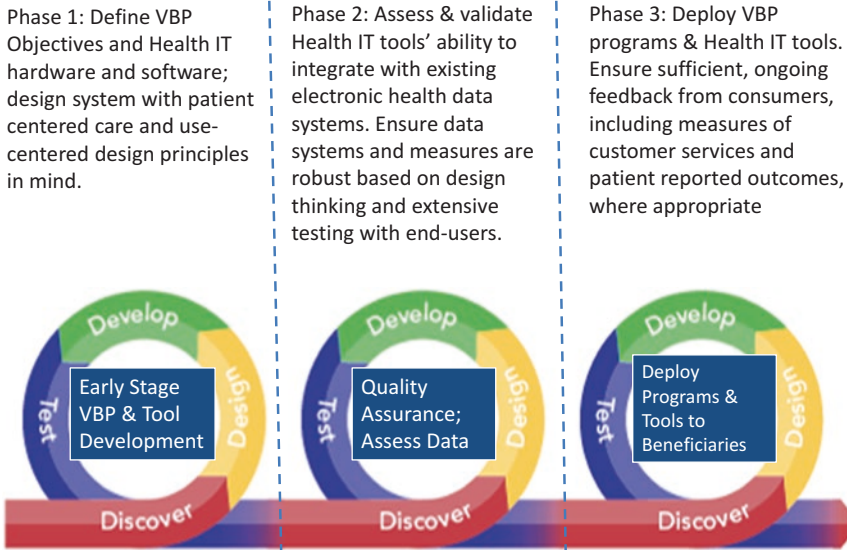 Phase 1: Define VBP
Objectives and Health IT
hardware and software;
design system with patient
centered care and use-
centered design principles
in mind.
Phase 2: Assess & validate
Health IT tools’ ability to
integrate with existing
electronic health data
systems. Ensure data
systems and measures are
robust based on design
thinking and extensive
testing with end-users.
Phase 3: Deploy VBP
programs & Health IT tools.
Ensure sufficient, ongoing
feedback from consumers,
including measures of
customer services and
patient reported outcomes,
where appropriate
Develop
Test
Early Stage
VBP & Tool
Development
Design
Discover
Develop
Test
Quality
Assurance;
Assess Data
Design
Discover
Develop
Test
Deploy
Programs &
Tools to
Beneficiaries
Design
Discover